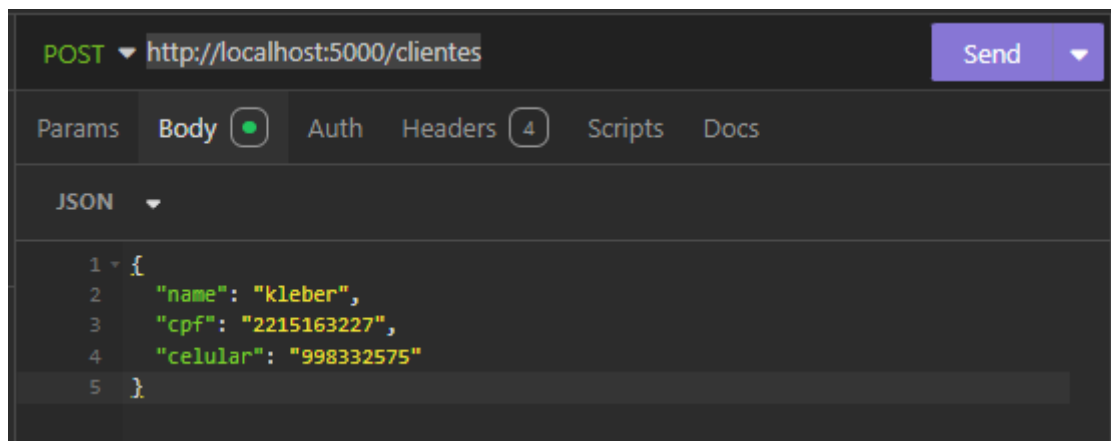 POST http://localhost:5000/clientes Send
Params Body Auth Headers 4 Scripts Docs
JSON
1 {
2 "name": "kleber",
3 "cpf": "2215163227",
4 "celular": "998332575"
5 }